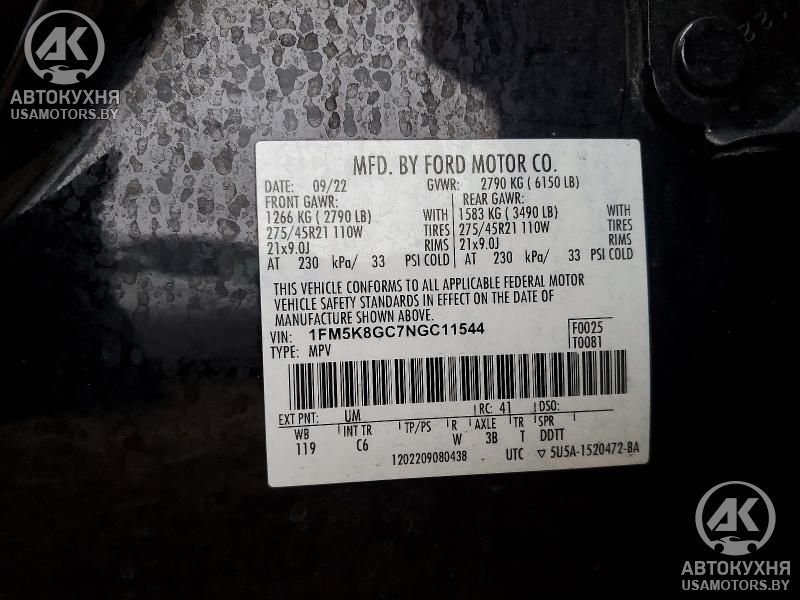 AK
АВТОКУХНЯ
USAMOTORS.BY
22
MFD. BY FORD MOTOR CO.
DATE: 09/22 GVWR: 2790 KG ( 6150 LB)
FRONT GAWR: REAR GAWR:
1266 KG ( 2790 LB) WITH 1583 KG ( 3490 LB) WITH
275/45R21 110W TIRES 275/45R21 110W TIRES
21x9.0J RIMS 21x9.0J RIMS
AT 230 kPa/ 33 PSI COLD AT 230 kPa/ 33 PSI COLD
THIS VEHICLE CONFORMS TO ALL APPLICABLE FEDERAL MOTOR
VEHICLE SAFETY STANDARDS IN EFFECT ON THE DATE OF
MANUFACTURE SHOWN ABOVE.
VIN: 1FM5K8GC7NGC11544 F0025
TYPE: MPV T0081
EXT PNT: UM RC: 41 DSO:
WB INT TR TP/PS R AXLE TR SPR
119 C6 W 3B T DDTT
1202209080438 UTC ▽ 5U5A-1520472-BA
AK
АВТОКУХНЯ
USAMOTORS.BY